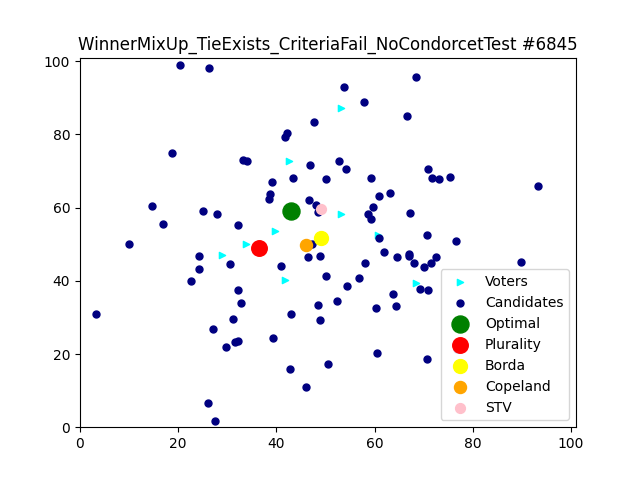 WinnerMixUp_TieExists_CriteriaFail_NoCondorcetTest #6845
100
80
60
40
20
0
0 20 40 60 80 100
Voters
Candidates
Optimal
Plurality
Borda
Copeland
STV